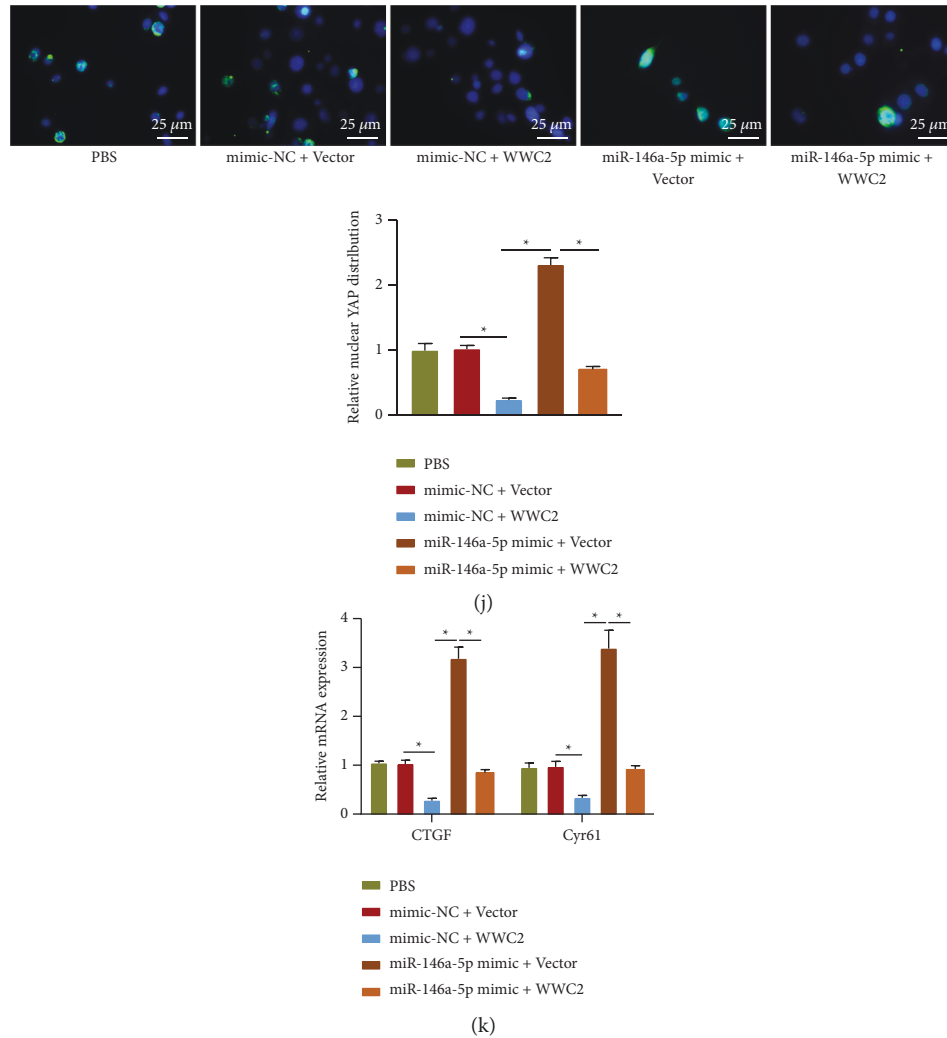 25 μm
25 μm
25 μm
25 μm
25 μm
PBS
mimic-NC + Vector
mimic-NC + WWC2
miR-146a-5p mimic +
Vector
miR-146a-5p mimic +
WWC2
Relative nuclear YAP distrlbution
3
2
1
0
*
*
*
PBS
mimic-NC + Vector
mimic-NC + WWC2
miR-146a-5p mimic + Vector
miR-146a-5p mimic + WWC2
(j)
Relative mRNA expression
4
3
2
1
0
*
*
*
*
*
*
CTGF
Cyr61
PBS
mimic-NC + Vector
mimic-NC + WWC2
miR-146a-5p mimic + Vector
miR-146a-5p mimic + WWC2
(k)